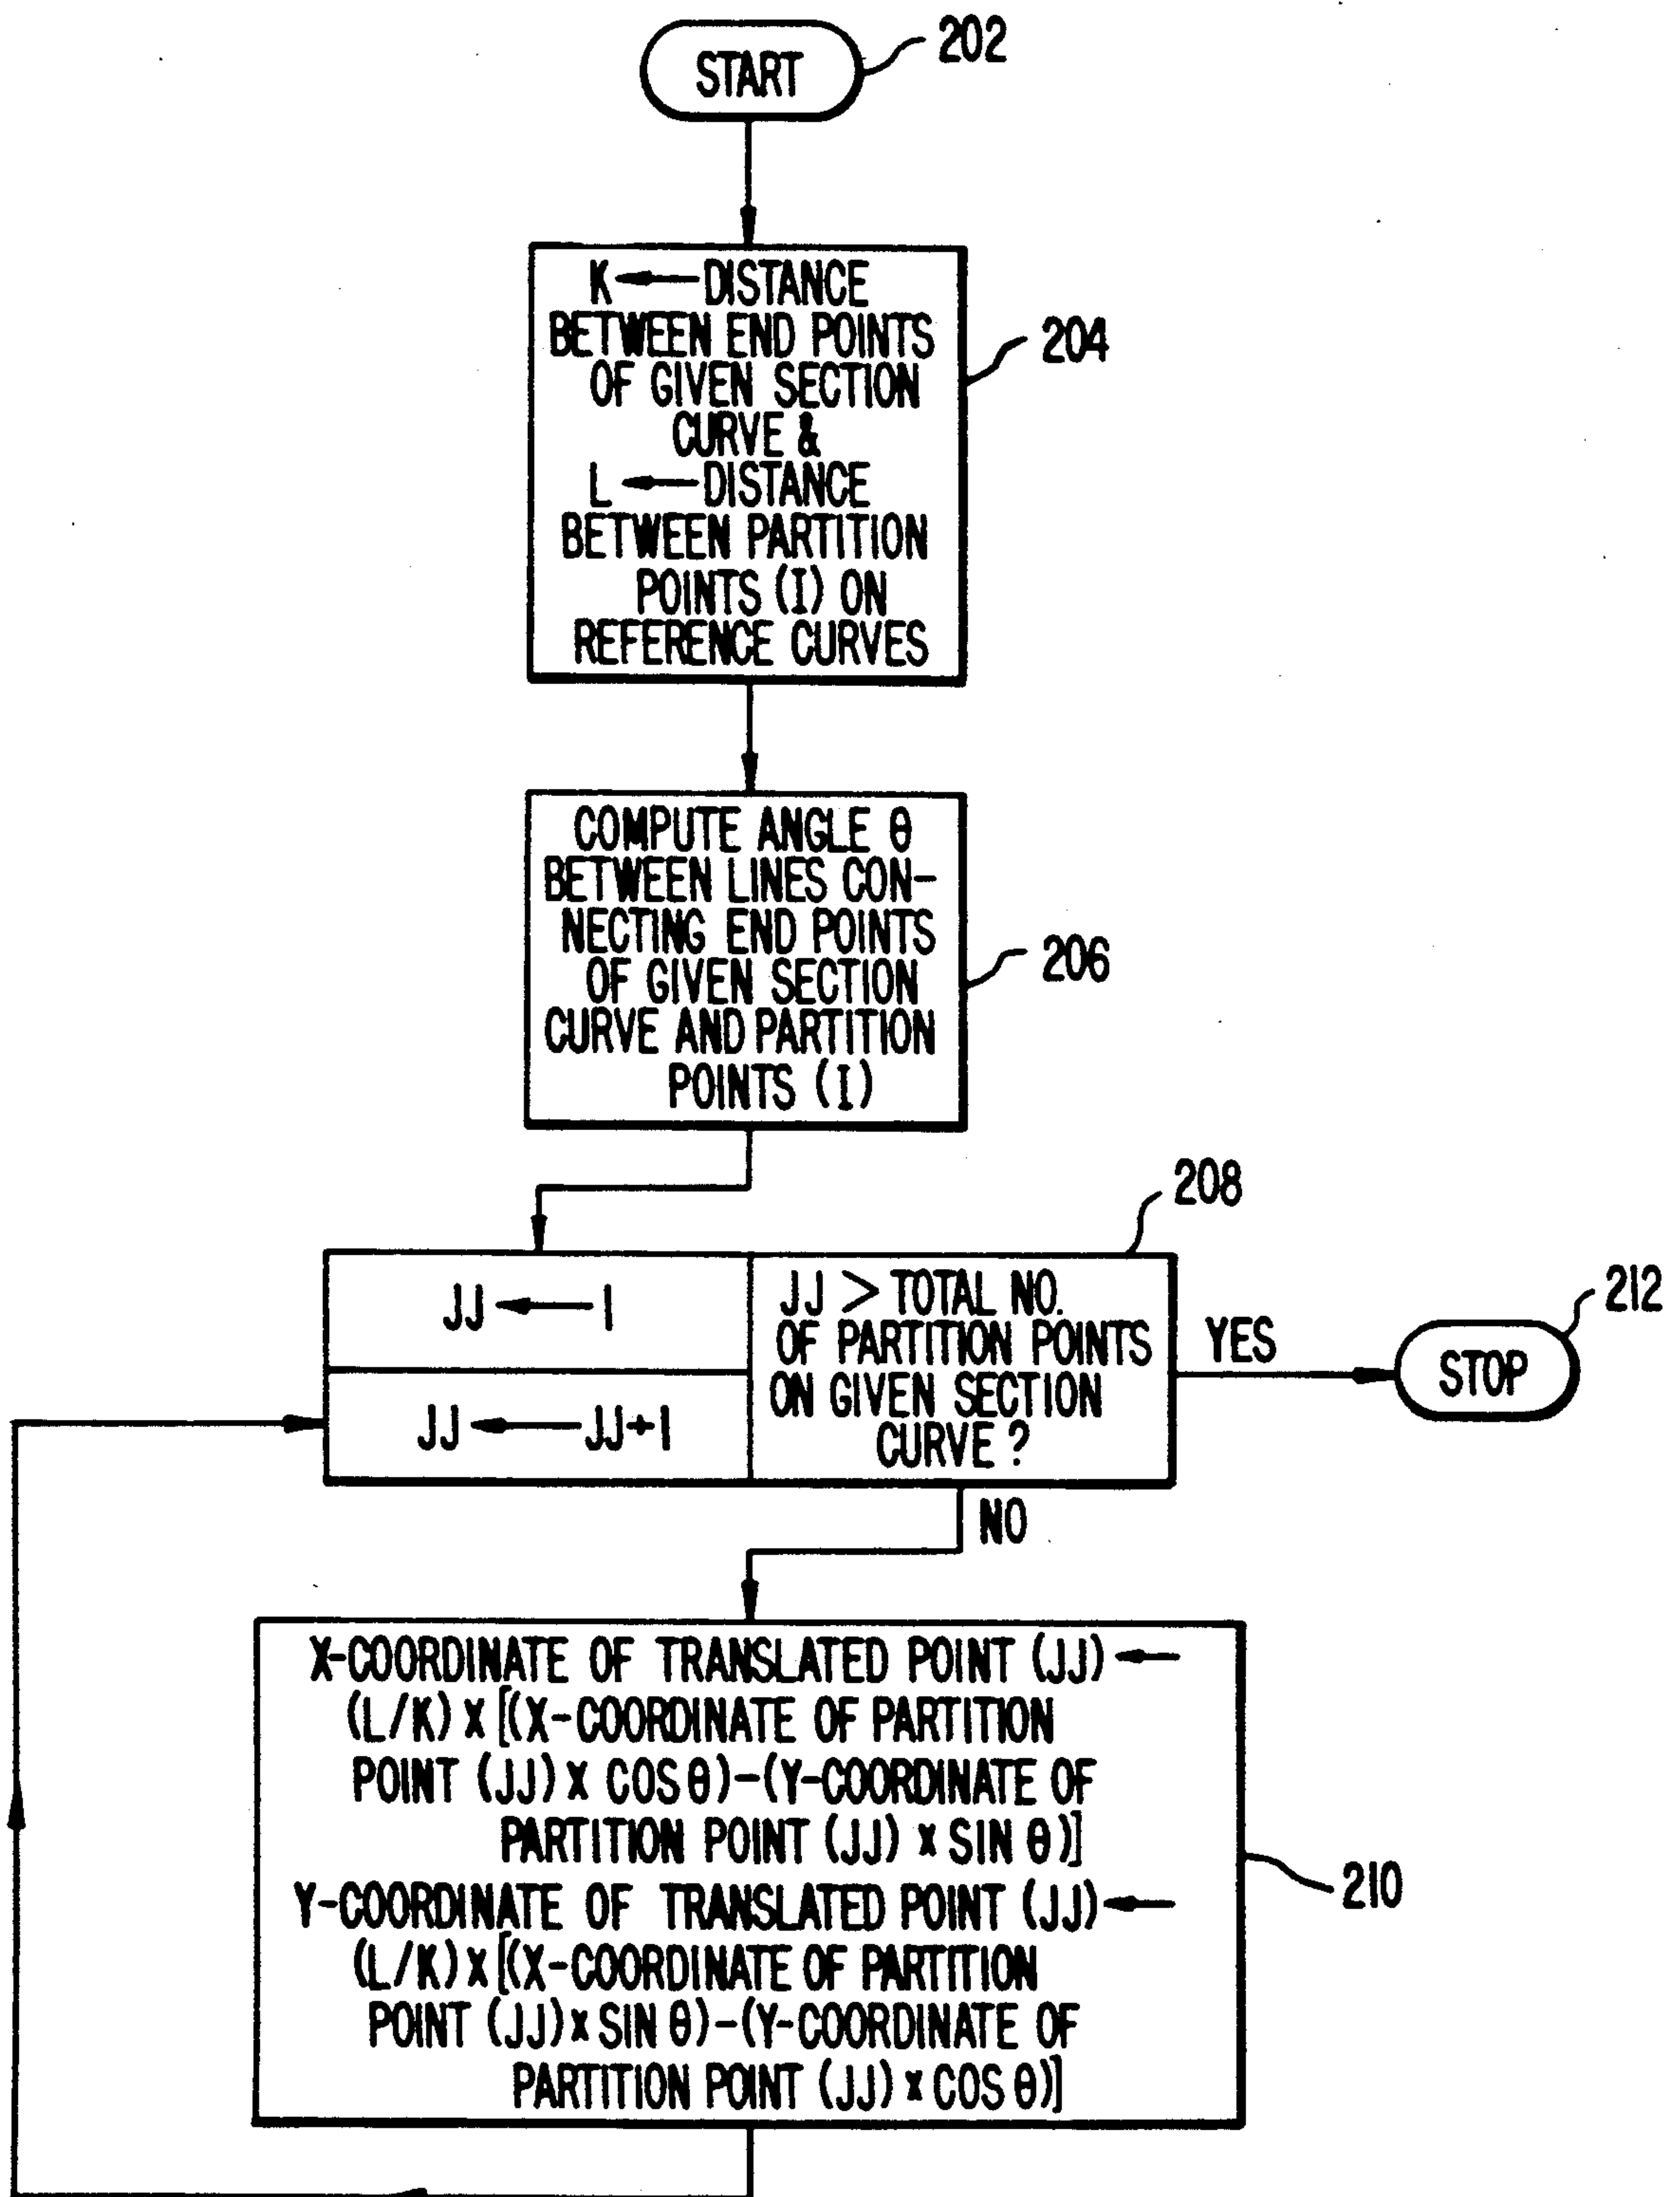 START
202
K ← DISTANCE
BETWEEN END POINTS
OF GIVEN SECTION
CURVE &
L ← DISTANCE
BETWEEN PARTITION
POINTS (I) ON
REFERENCE CURVES
204
COMPUTE ANGLE θ
BETWEEN LINES CON-
NECTING END POINTS
OF GIVEN SECTION
CURVE AND PARTITION
POINTS (I)
206
208
JJ ← 1
JJ ← JJ+1
JJ > TOTAL NO.
OF PARTITION POINTS
ON GIVEN SECTION
CURVE ?
YES
212
STOP
NO
X-COORDINATE OF TRANSLATED POINT (JJ) ←
(L/K) X [(X-COORDINATE OF PARTITION
POINT (JJ) X COS θ)-(Y-COORDINATE OF
PARTITION POINT (JJ) X SIN θ)]
Y-COORDINATE OF TRANSLATED POINT (JJ) ←
(L/K) X [(X-COORDINATE OF PARTITION
POINT (JJ) X SIN θ)-(Y-COORDINATE OF
PARTITION POINT (JJ) X COS θ)]
210